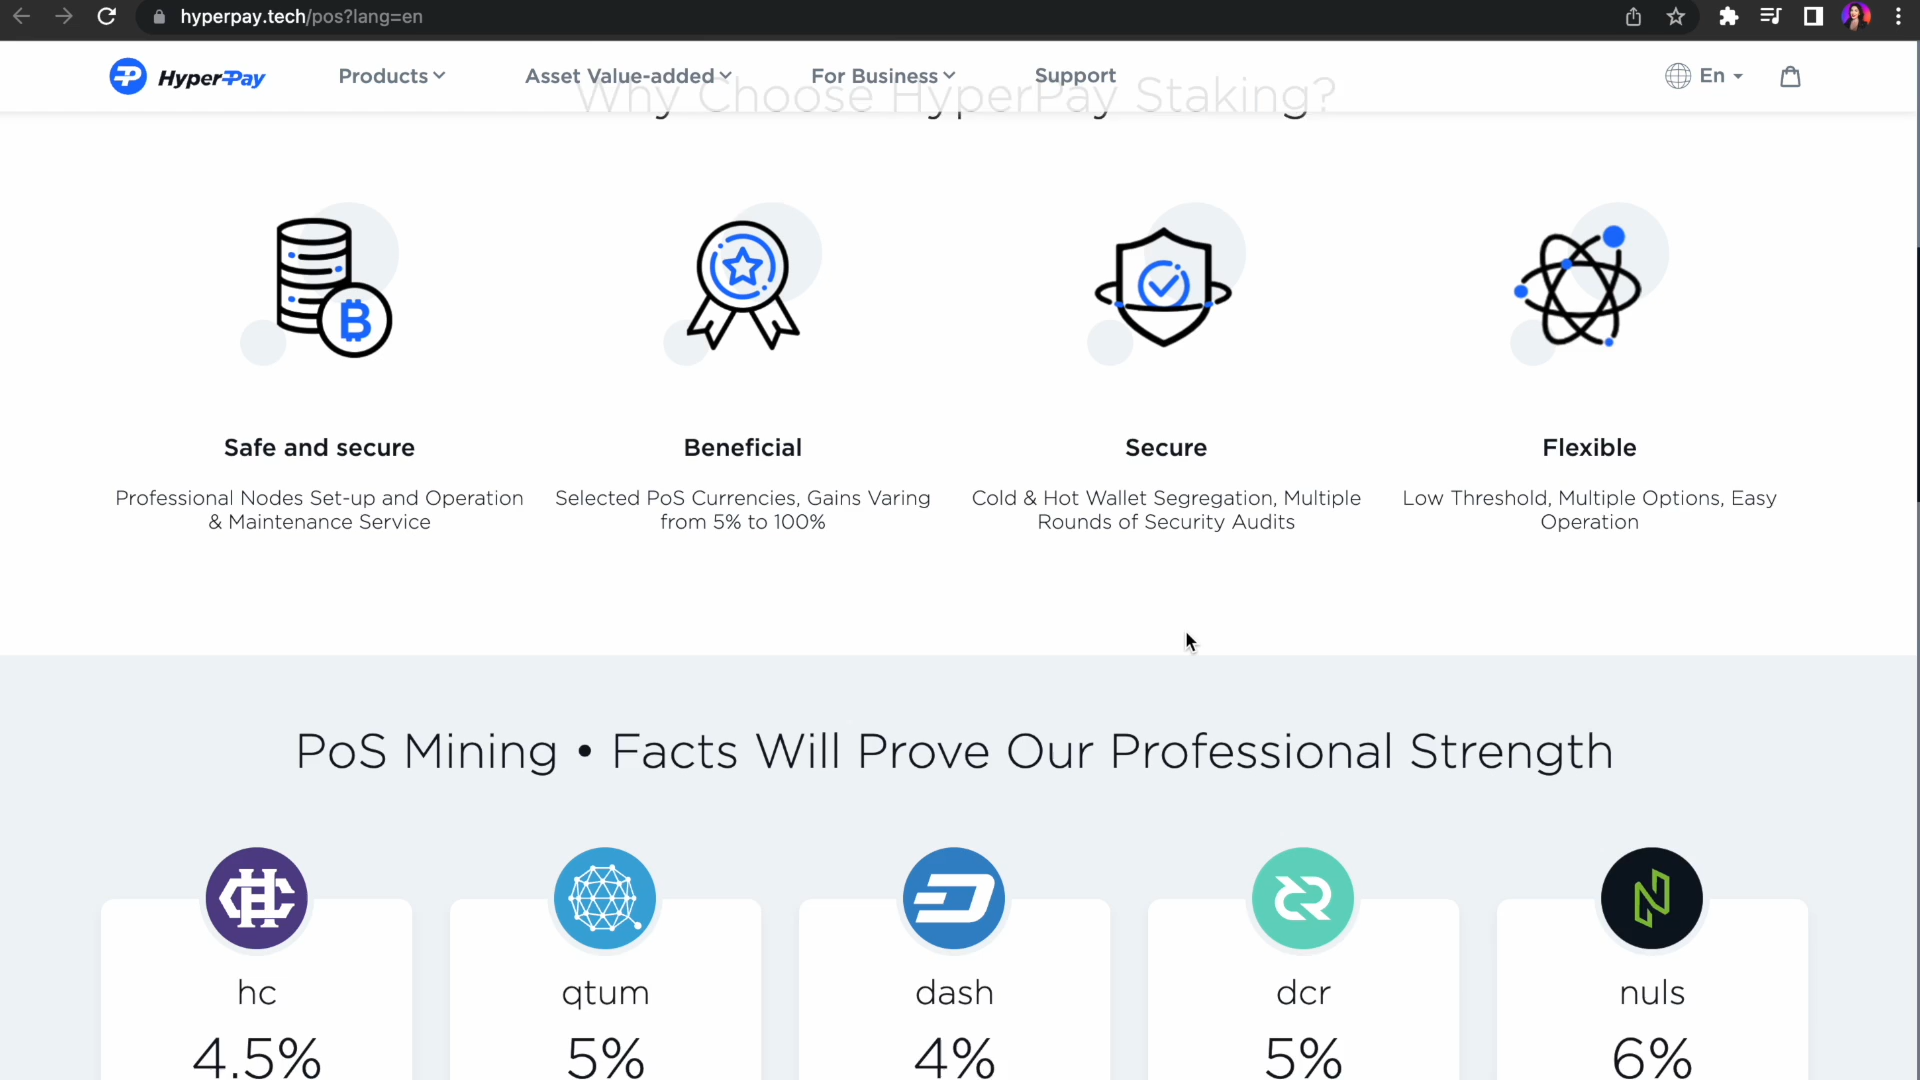 hyperpay.tech/pos?lang=en
HyperPay
Products
Asset Value-added
For Business
Support
En
Why Choose HyperPay Staking?
Safe and secure
Beneficial
Secure
Flexible
Professional Nodes Set-up and Operation
& Maintenance Service
Selected PoS Currencies, Gains Varing
from 5% to 100%
Cold & Hot Wallet Segregation, Multiple
Rounds of Security Audits
Low Threshold, Multiple Options, Easy
Operation
PoS Mining • Facts Will Prove Our Professional Strength
hc
qtum
dash
dcr
nuls
4.5%
5%
4%
5%
6%